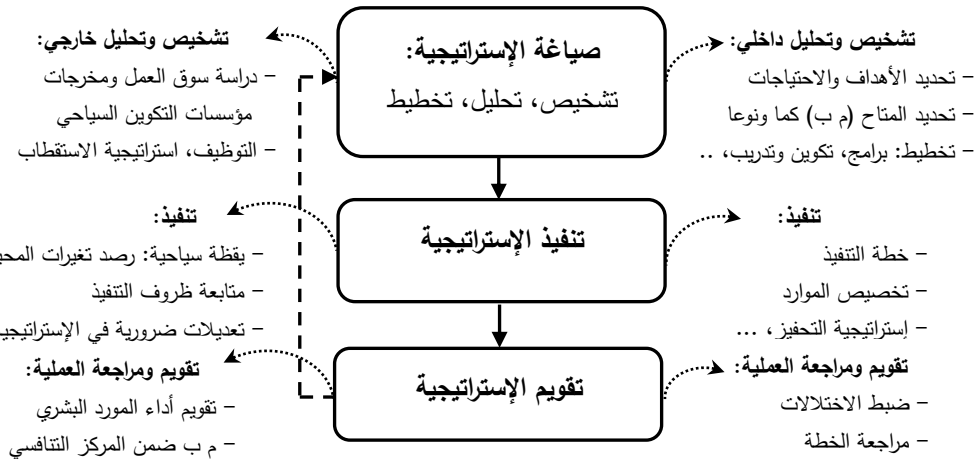 صياغة الإستراتيجية:
تشخيص، تحليل، تخطيط
تشخيص وتحليل داخلي:
– تحديد الأهداف والاحتياجات
– تحديد المتاح (م ب) كما ونوعا
– تخطيط: برامج، تكوين وتدريب، ..
تشخيص وتحليل خارجي:
– دراسة سوق العمل ومخرجات
مؤسسات التكوين السياحي
– التوظيف، استراتيجية الاستقطاب
تنفيذ الإستراتيجية
تنفيذ:
– خطة التنفيذ
– تخصيص الموارد
– إستراتيجية التحفيز، ...
تنفيذ:
– يقظة سياحية: رصد تغيرات
– متابعة ظروف التنفيذ
– تعديلات ضرورية في
تقويم الإستراتيجية
تقويم ومراجعة العملية:
– ضبط الاختلالات
– مراجعة الخطة
تقويم ومراجعة العملية:
– تقويم أداء المورد البشري
– م ب ضمن المركز التنافسي